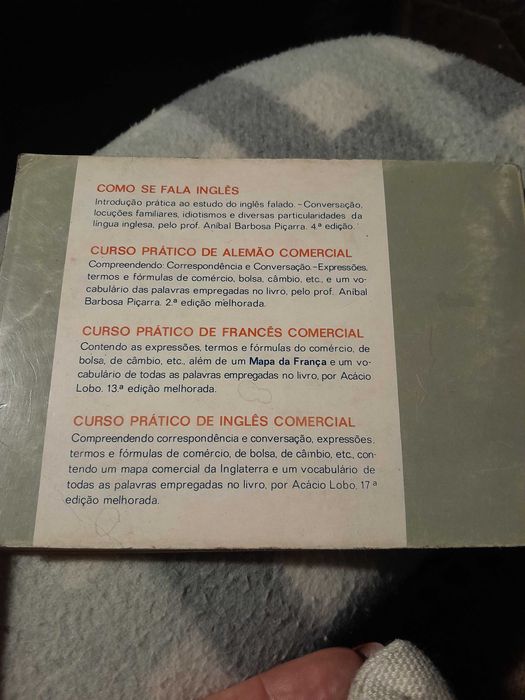 COMO SE FALA INGLÊS
Introdução prática ao estudo do inglês falado. - Conversação,
locuções familiares, idiotismos e diversas particularidades da
língua inglesa, pelo prof. Aníbal Barbosa Piçarra. 4.ª edição.
CURSO PRÁTICO DE ALEMÃO COMERCIAL
Compreendendo: Correspondência e Conversação. - Expressões,
termos e fórmulas de comércio, bolsa, câmbio, etc., e um vo-
cabulário das palavras empregadas no livro, pelo prof. Aníbal
Barbosa Piçarra. 2.ª edição melhorada.
CURSO PRÁTICO DE FRANCÊS COMERCIAL
Contendo as expressões, termos e fórmulas do comércio, de
bolsa, de câmbio, etc., além de um Mapa da França e um vo-
cabulário de todas as palavras empregadas no livro, por Acácio
Lobo. 13.ª edição melhorada.
CURSO PRÁTICO DE INGLÊS COMERCIAL
Compreendendo correspondência e conversação, expressões,
termos e fórmulas de comércio, de bolsa, de câmbio, etc., con-
tendo um mapa comercial da Inglaterra e um vocabulário de
todas as palavras empregadas no livro, por Acácio Lobo, 17.ª
edição melhorada.